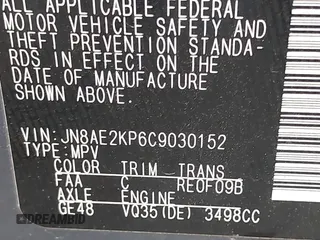 ALL APPLICABLE FEDERAL
MOTOR VEHICLE SAFETY AND
THEFT PREVENTION STANDA-
RDS IN EFFECT ON THE
DATE OF MANUFACTURE
SHOWN ABOVE.
VIN: JN8AE2KP6C9030152
TYPE: MPV
COLOR TRIM TRANS
FAA C RE0F09B
AXLE ENGINE
GE48 VQ35(DE) 3498CC
DREAMBID